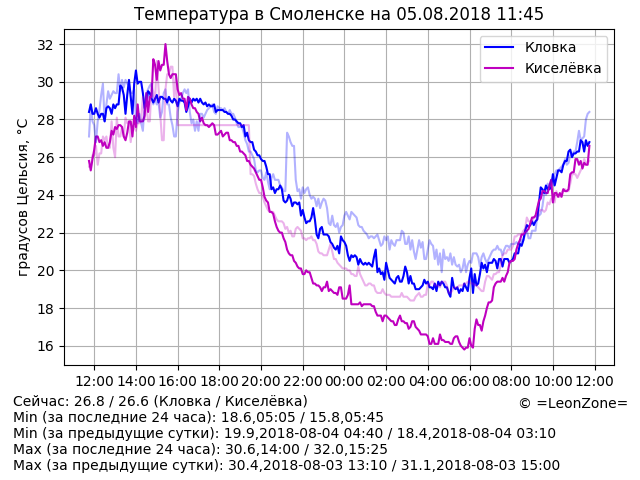 Температура в Смоленске на 05.08.2018 11:45
градусов Цельсия, °C
32
30
28
26
24
22
20
18
16
Кловка
Киселёвка
12:00 14:00 16:00 18:00 20:00 22:00 00:00 02:00 04:00 06:00 08:00 10:00 12:00
Сейчас: 26.8 / 26.6 (Кловка / Киселёвка)
© =LeonZone=
Min (за последние 24 часа): 18.6,05:05 / 15.8,05:45
Min (за предыдущие сутки): 19.9,2018-08-04 04:40 / 18.4,2018-08-04 03:10
Max (за последние 24 часа): 30.6,14:00 / 32.0,15:25
Max (за предыдущие сутки): 30.4,2018-08-03 13:10 / 31.1,2018-08-03 15:00